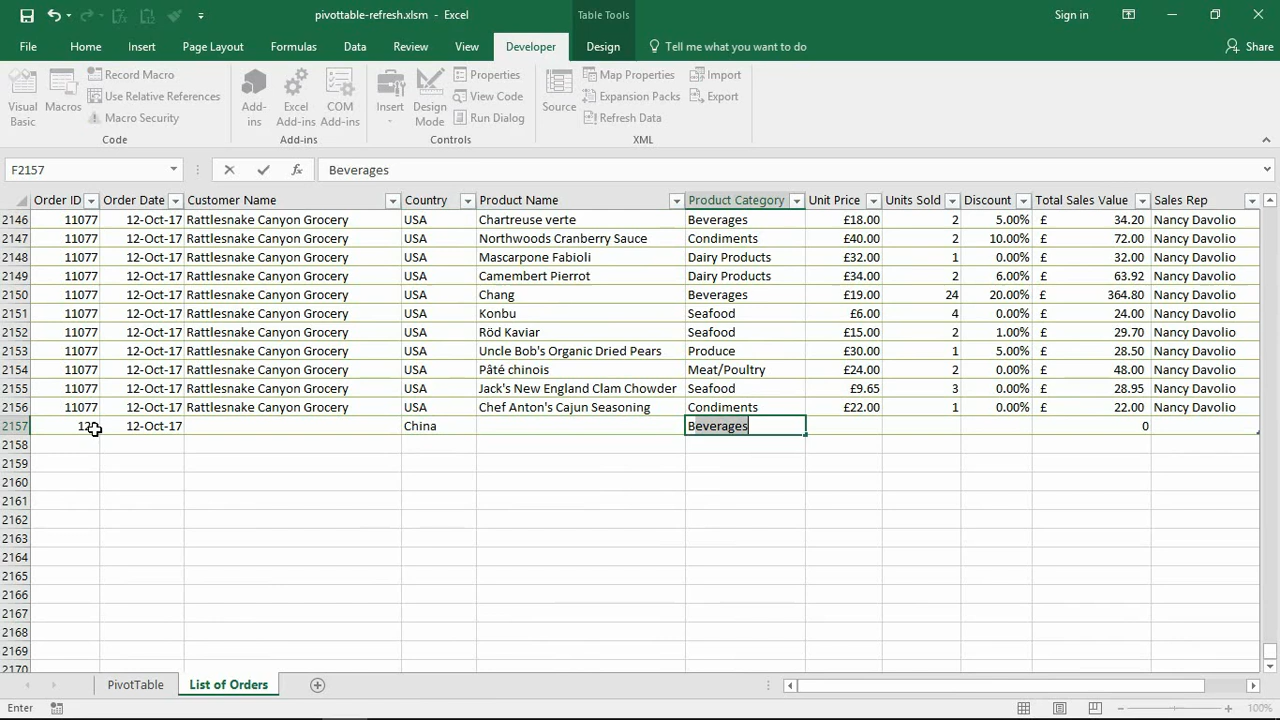 pivottable-refresh.xlsm - Excel
Table Tools
Sign in
File Home Insert Page Layout Formulas Data Review View Developer Design Tell me what you want to do Share
Visual Basic
Macros
Record Macro
Use Relative References
Macro Security
Code
Add-ins
Excel Add-ins
COM Add-ins
Add-ins
Insert
Design Mode
Properties
View Code
Run Dialog
Controls
Source
Map Properties
Expansion Packs
Refresh Data
Import
Export
XML
F2157 fx Beverages
Order ID Order Date Customer Name Country Product Name Product Category Unit Price Units Sold Discount Total Sales Value Sales Rep
2146 11077 12-Oct-17 Rattlesnake Canyon Grocery USA Chartreuse verte Beverages £18.00 2 5.00% £ 34.20 Nancy Davolio
2147 11077 12-Oct-17 Rattlesnake Canyon Grocery USA Northwoods Cranberry Sauce Condiments £40.00 2 10.00% £ 72.00 Nancy Davolio
2148 11077 12-Oct-17 Rattlesnake Canyon Grocery USA Mascarpone Fabioli Dairy Products £32.00 1 0.00% £ 32.00 Nancy Davolio
2149 11077 12-Oct-17 Rattlesnake Canyon Grocery USA Camembert Pierrot Dairy Products £34.00 2 6.00% £ 63.92 Nancy Davolio
2150 11077 12-Oct-17 Rattlesnake Canyon Grocery USA Chang Beverages £19.00 24 20.00% £ 364.80 Nancy Davolio
2151 11077 12-Oct-17 Rattlesnake Canyon Grocery USA Konbu Seafood £6.00 4 0.00% £ 24.00 Nancy Davolio
2152 11077 12-Oct-17 Rattlesnake Canyon Grocery USA Röd Kaviar Seafood £15.00 2 1.00% £ 29.70 Nancy Davolio
2153 11077 12-Oct-17 Rattlesnake Canyon Grocery USA Uncle Bob's Organic Dried Pears Produce £30.00 1 5.00% £ 28.50 Nancy Davolio
2154 11077 12-Oct-17 Rattlesnake Canyon Grocery USA Pâté chinois Meat/Poultry £24.00 2 0.00% £ 48.00 Nancy Davolio
2155 11077 12-Oct-17 Rattlesnake Canyon Grocery USA Jack's New England Clam Chowder Seafood £9.65 3 0.00% £ 28.95 Nancy Davolio
2156 11077 12-Oct-17 Rattlesnake Canyon Grocery USA Chef Anton's Cajun Seasoning Condiments £22.00 1 0.00% £ 22.00 Nancy Davolio
2157 12-Oct-17 China Beverages 0
2158
2159
2160
2161
2162
2163
2164
2165
2166
2167
2168
2169
2170
PivotTable List of Orders
Enter 100%